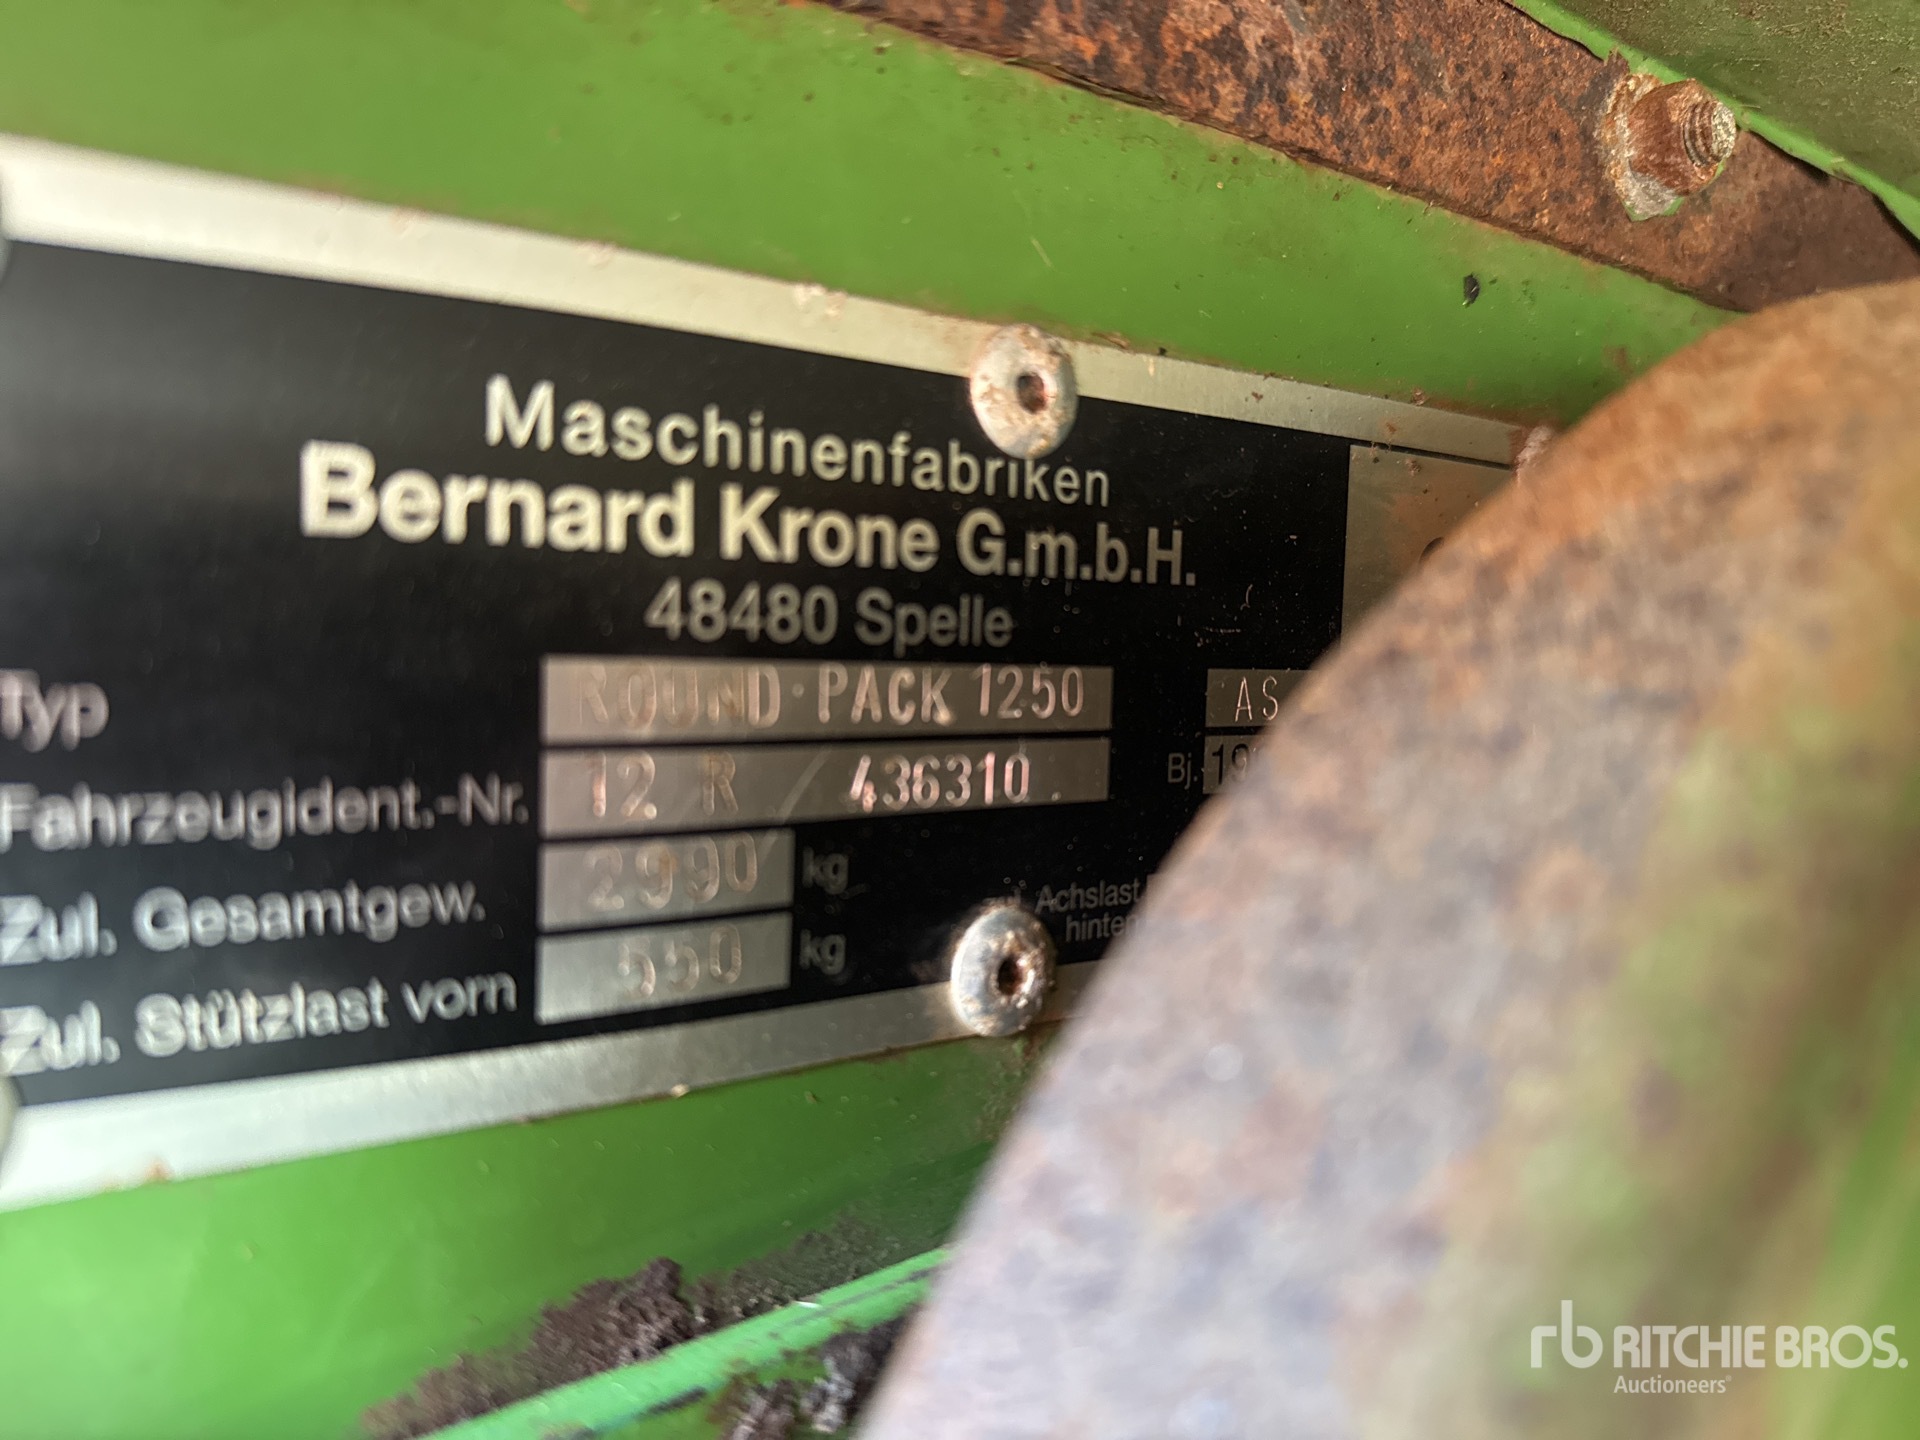 Maschinenfabriken
Bernard Krone G.m.b.H.
48480 Spelle
Typ ROUND·PACK 1250 AS
Fahrzeugident.-Nr. 12 R 436310 Bj.
Zul. Gesamtgew. 2990 kg
Zul. Stützlast vorn 550 kg
Achslast
hinten
rb RITCHIE BROS.
Auctioneers